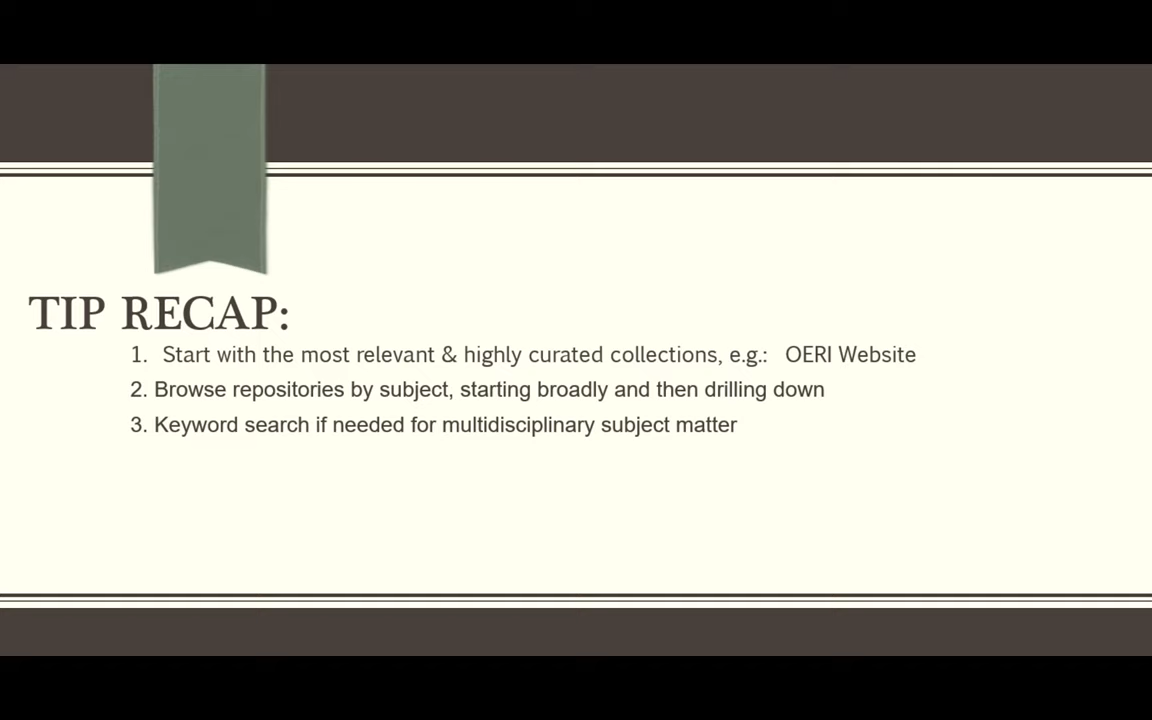 TIP RECAP:
1. Start with the most relevant & highly curated collections, e.g.: OERI Website
2. Browse repositories by subject, starting broadly and then drilling down
3. Keyword search if needed for multidisciplinary subject matter